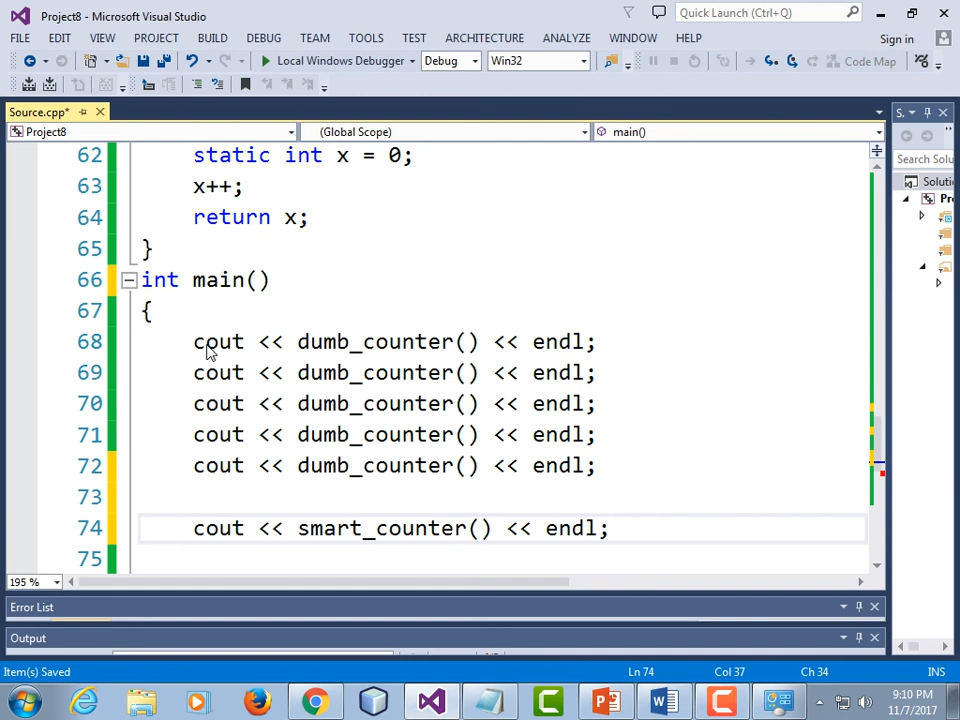 Project8 - Microsoft Visual Studio
Quick Launch (Ctrl+Q)
FILE EDIT VIEW PROJECT BUILD DEBUG TEAM TOOLS TEST ARCHITECTURE ANALYZE WINDOW HELP
Sign in
Local Windows Debugger Debug Win32 Code Map
Source.cpp*
S..
Project8 (Global Scope) main()
Search Solu
Solutio
Pr
62 static int x = 0;
63 x++;
64 return x;
65 }
66 int main()
67 {
68 cout << dumb_counter() << endl;
69 cout << dumb_counter() << endl;
70 cout << dumb_counter() << endl;
71 cout << dumb_counter() << endl;
72 cout << dumb_counter() << endl;
73
74 cout << smart_counter() << endl;
75
195 %
Error List
Output
Item(s) Saved Ln 74 Col 37 Ch 34 INS
9:10 PM
11/7/2017